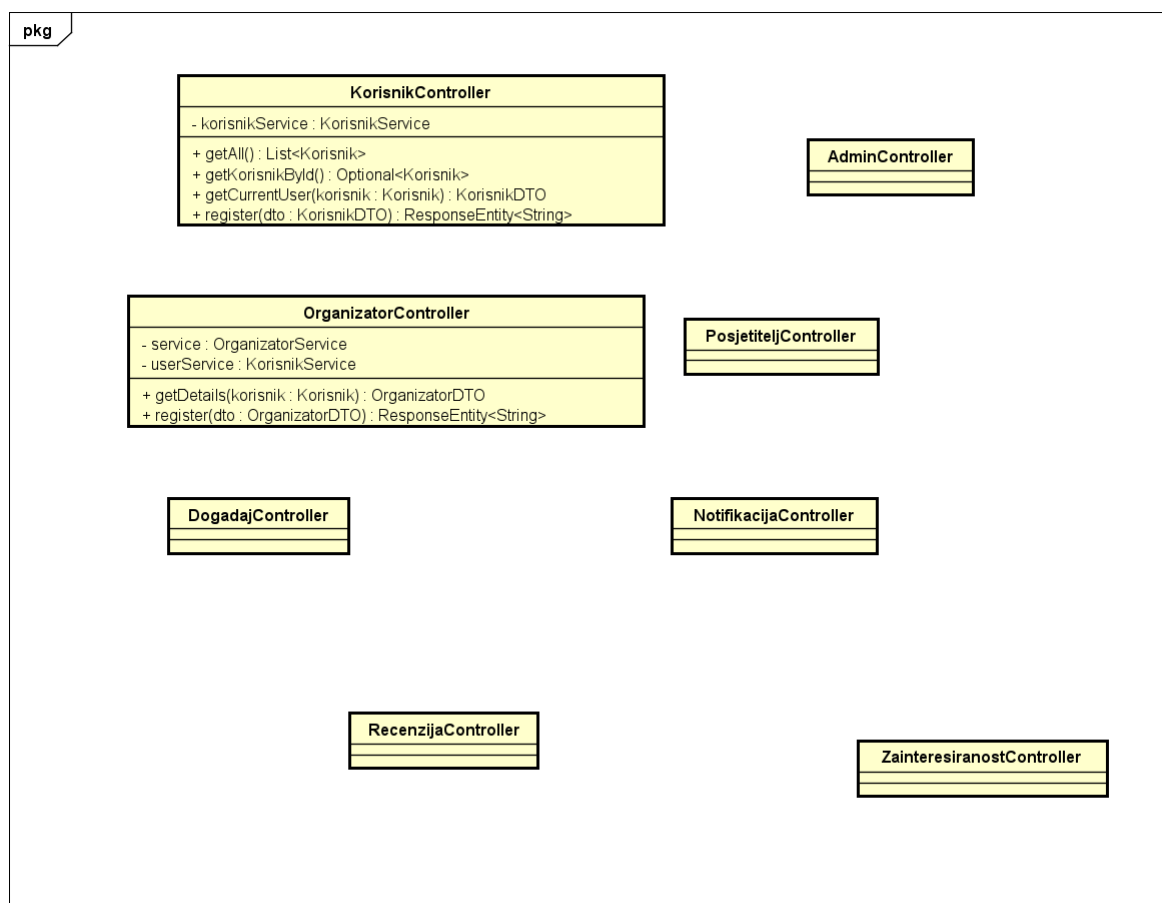 pkg
KorisnikController
- korisnikService : KorisnikService
+ getAll() : List<Korisnik>
+ getKorisnikById() : Optional<Korisnik>
+ getCurrentUser(korisnik : Korisnik) : KorisnikDTO
+ register(dto : KorisnikDTO) : ResponseEntity<String>
AdminController
OrganizatorController
- service : OrganizatorService
- userService : KorisnikService
+ getDetails(korisnik : Korisnik) : OrganizatorDTO
+ register(dto : OrganizatorDTO) : ResponseEntity<String>
PosjetiteljController
DogadajController
NotifikacijaController
RecenzijaController
ZainteresiranostController